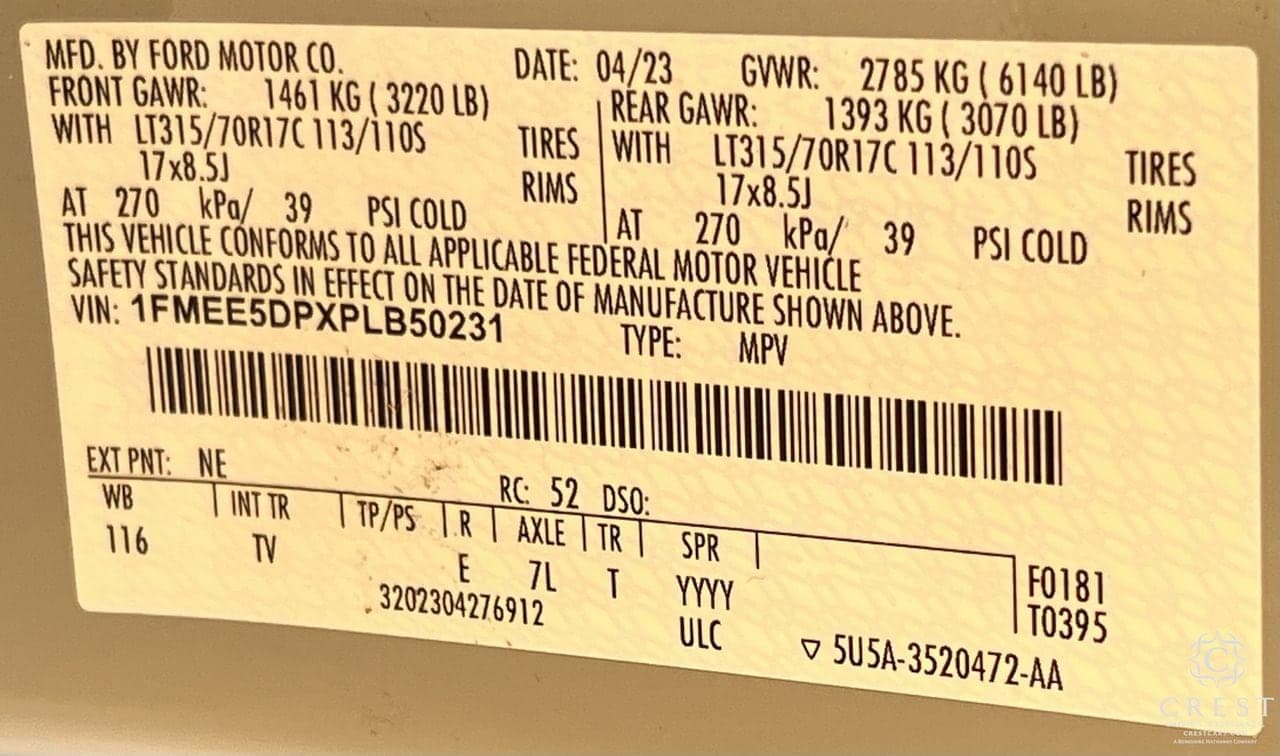 MFD. BY FORD MOTOR CO. DATE: 04/23 GVWR: 2785 KG ( 6140 LB)
FRONT GAWR: 1461 KG ( 3220 LB) REAR GAWR: 1393 KG ( 3070 LB)
WITH LT315/70R17C 113/110S TIRES WITH LT315/70R17C 113/110S TIRES
17x8.5J RIMS 17x8.5J RIMS
AT 270 kPa/ 39 PSI COLD AT 270 kPa/ 39 PSI COLD
THIS VEHICLE CONFORMS TO ALL APPLICABLE FEDERAL MOTOR VEHICLE
SAFETY STANDARDS IN EFFECT ON THE DATE OF MANUFACTURE SHOWN ABOVE.
VIN: 1FMEE5DPXPLB50231 TYPE: MPV
EXT PNT: NE RC: 52 DSO:
WB INT TR TP/PS R AXLE TR SPR
116 TV E 7L T YYYY F0181
3202304276912 ULC T0395
▽ 5U5A-3520472-AA
C
CREST
A BERKSHIRE HATHAWAY COMPANY